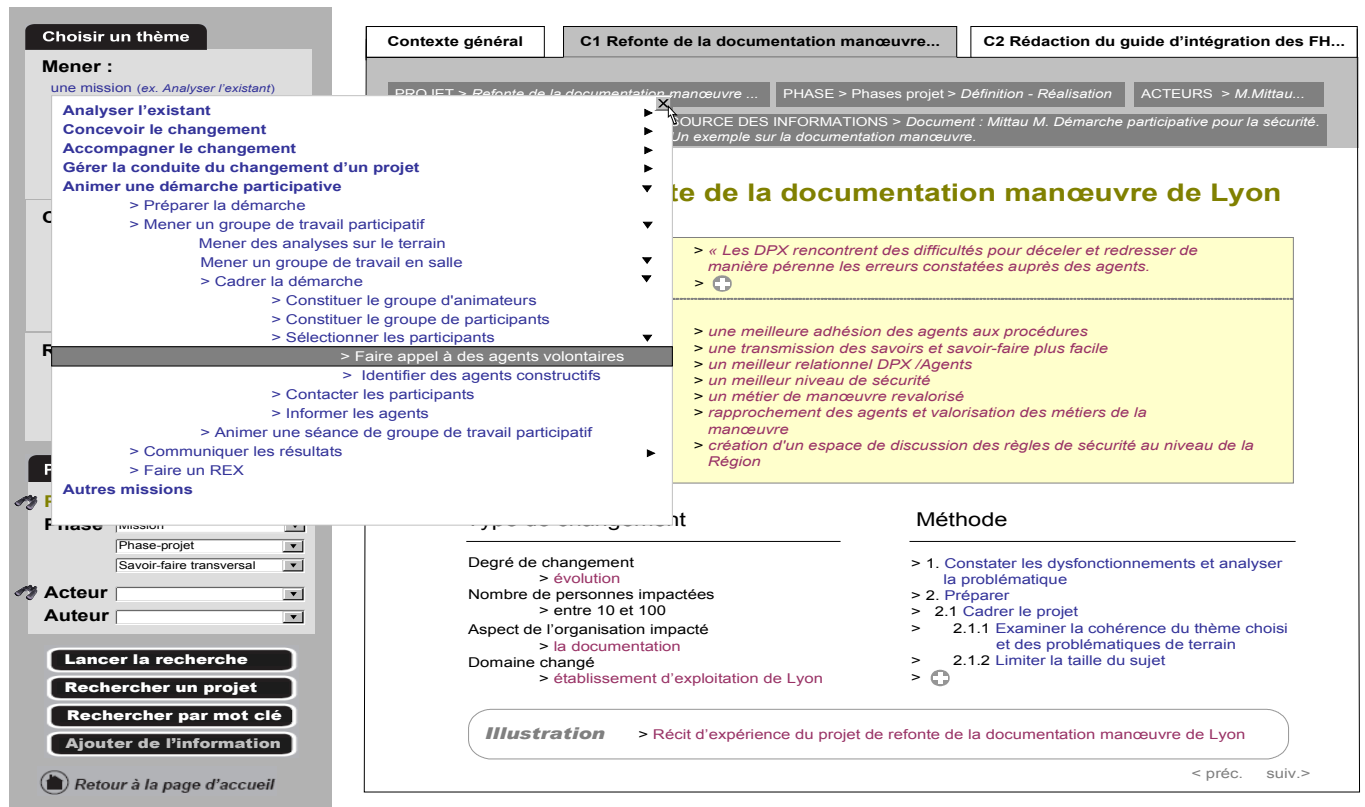 Choisir un thème
Mener :
une mission (ex. Analyser l'existant)
Analyser l'existant
Concevoir le changement
Accompagner le changement
Gérer la conduite du changement d'un projet
Animer une démarche participative
> Préparer la démarche
> Mener un groupe de travail participatif
Mener des analyses sur le terrain
Mener un groupe de travail en salle
> Cadrer la démarche
> Constituer le groupe d'animateurs
> Constituer le groupe de participants
> Sélectionner les participants
> Faire appel à des agents volontaires
> Identifier des agents constructifs
> Contacter les participants
> Informer les agents
> Animer une séance de groupe de travail participatif
> Communiquer les résultats
> Faire un REX
Autres missions
Phase Mission
Phase-projet
Savoir-faire transversal
Acteur
Auteur
Lancer la recherche
Rechercher un projet
Rechercher par mot clé
Ajouter de l'information
Retour à la page d'accueil
Contexte général
C1 Refonte de la documentation manœuvre...
C2 Rédaction du guide d'intégration des FH...
PROJET > Refonte de la documentation manœuvre ...
PHASE > Phases projet > Définition - Réalisation
ACTEURS > M.Mittau...
SOURCE DES INFORMATIONS > Document : Mittau M. Démarche participative pour la sécurité.
Un exemple sur la documentation manœuvre.
te de la documentation manœuvre de Lyon
> « Les DPX rencontrent des difficultés pour déceler et redresser de
manière pérenne les erreurs constatées auprès des agents.
>
> une meilleure adhésion des agents aux procédures
> une transmission des savoirs et savoir-faire plus facile
> un meilleur relationnel DPX /Agents
> un meilleur niveau de sécurité
> un métier de manœuvre revalorisé
> rapprochement des agents et valorisation des métiers de la
manœuvre
> création d'un espace de discussion des règles de sécurité au niveau de la
Région
Type de changement
Degré de changement
> évolution
Nombre de personnes impactées
> entre 10 et 100
Aspect de l'organisation impacté
> la documentation
Domaine changé
> établissement d'exploitation de Lyon
Méthode
> 1. Constater les dysfonctionnements et analyser
la problématique
> 2. Préparer
> 2.1 Cadrer le projet
> 2.1.1 Examiner la cohérence du thème choisi
et des problématiques de terrain
> 2.1.2 Limiter la taille du sujet
>
Illustration > Récit d'expérience du projet de refonte de la documentation manœuvre de Lyon
< préc. suiv.>